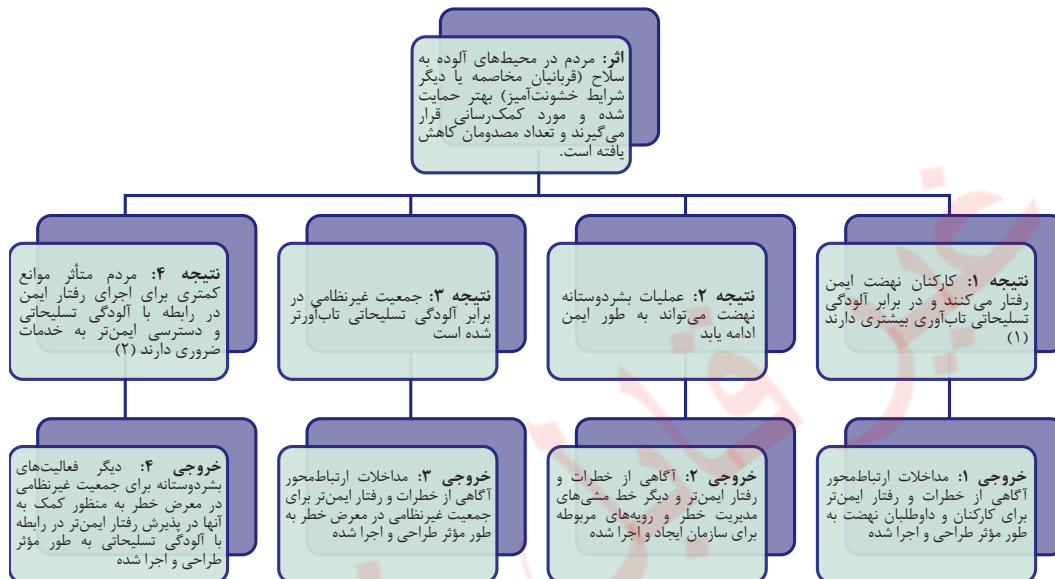 اثر: مردم در محیط‌های آلوده به
سلاح (قربانیان مخاصمه یا دیگر
شرایط خشونت‌آمیز) بهتر حمایت
شده و مورد کمک‌رسانی قرار
می‌گیرند و تعداد مصدومان کاهش
یافته است.
نتیجه ۱: کارکنان نهضت ایمن
رفتار می‌کنند و در برابر آلودگی
تسلیحاتی تاب‌آوری بیشتری دارند
(۱)
نتیجه ۲: عملیات بشردوستانه
نهضت می‌تواند به طور ایمن
ادامه یابد
نتیجه ۳: جمعیت غیرنظامی در
برابر آلودگی تسلیحاتی تاب‌آورتر
شده است
نتیجه ۴: مردم متأثر موانع
کمتری برای اجرای رفتار ایمن
در رابطه با آلودگی تسلیحاتی
و دسترسی ایمن‌تر به خدمات
ضروری دارند (۲)
خروجی ۱: مداخلات ارتباط‌محور
آگاهی از خطرات و رفتار ایمن‌تر
برای کارکنان و داوطلبان نهضت به
طور مؤثر طراحی و اجرا شده
خروجی ۲: آگاهی از خطرات و
رفتار ایمن‌تر و دیگر خط مشی‌های
مدیریت خطر و رویه‌های مربوطه
برای سازمان ایجاد و اجرا شده
خروجی ۳: مداخلات ارتباط‌محور
آگاهی از خطرات و رفتار ایمن‌تر برای
جمعیت غیرنظامی در معرض خطر به
طور مؤثر طراحی و اجرا شده
خروجی ۴: دیگر فعالیت‌های
بشردوستانه برای جمعیت غیرنظامی
در معرض خطر به منظور کمک به
آنها در پذیرش رفتار ایمن‌تر در رابطه
با آلودگی تسلیحاتی به طور مؤثر
طراحی و اجرا شده
غیر